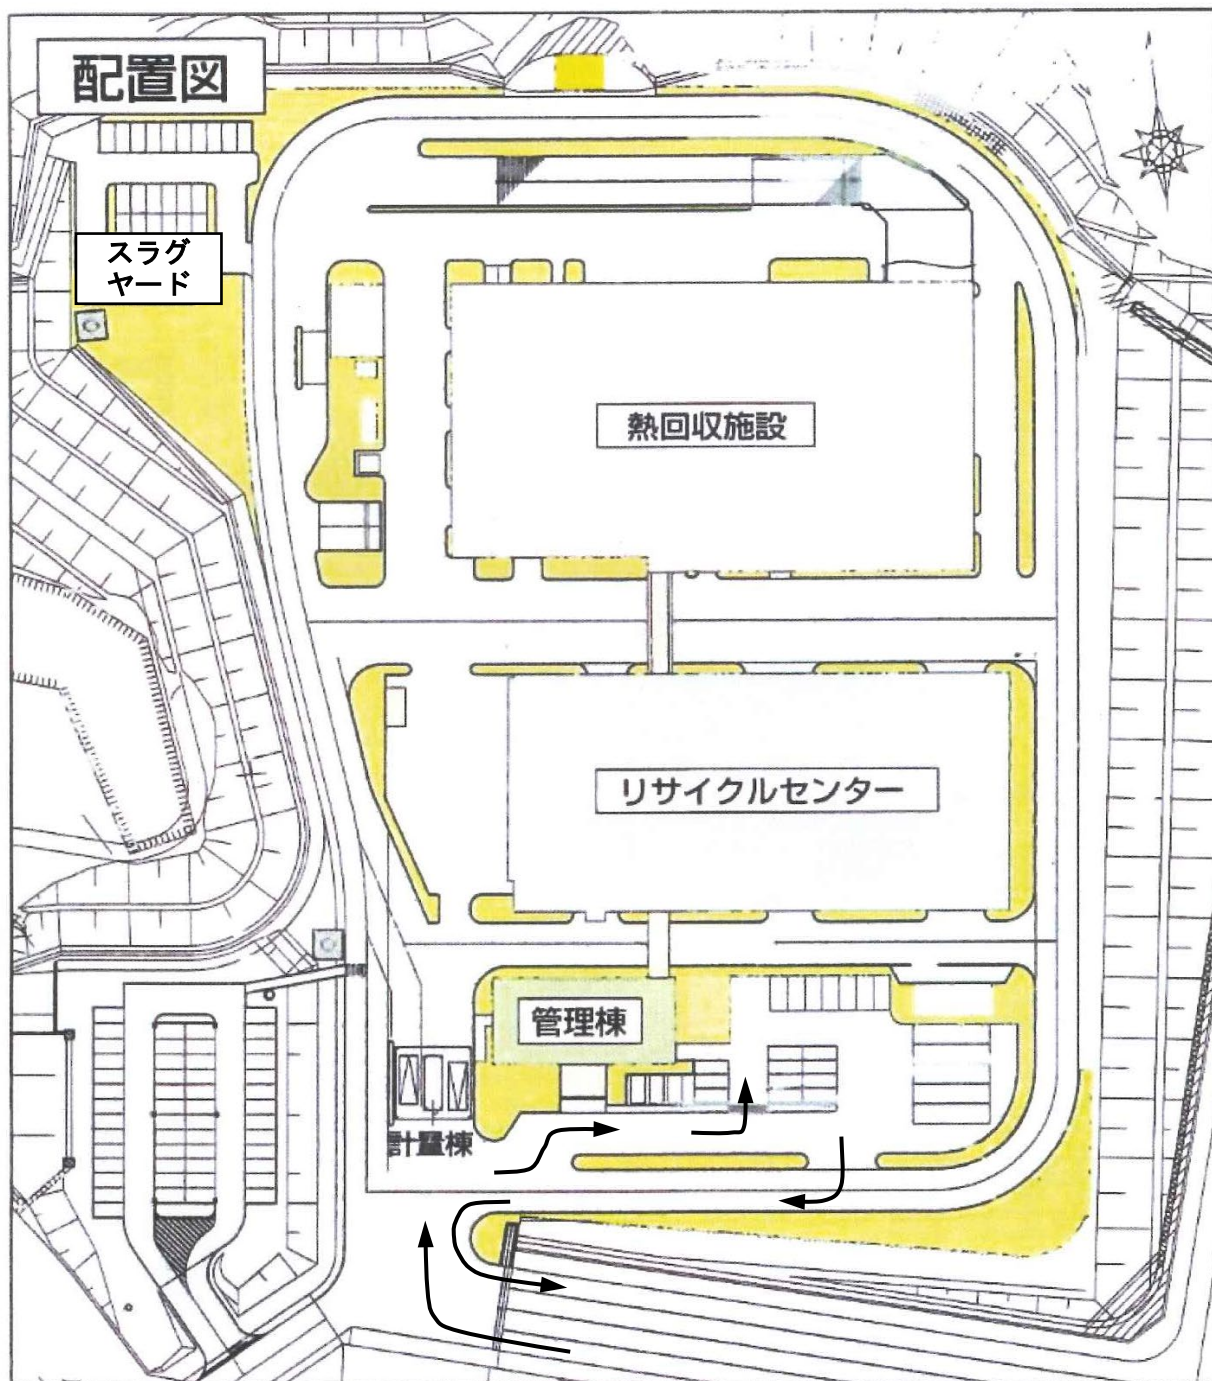 配置図
スラグ
ヤード
熱回収施設
リサイクルセンター
管理棟
計量棟